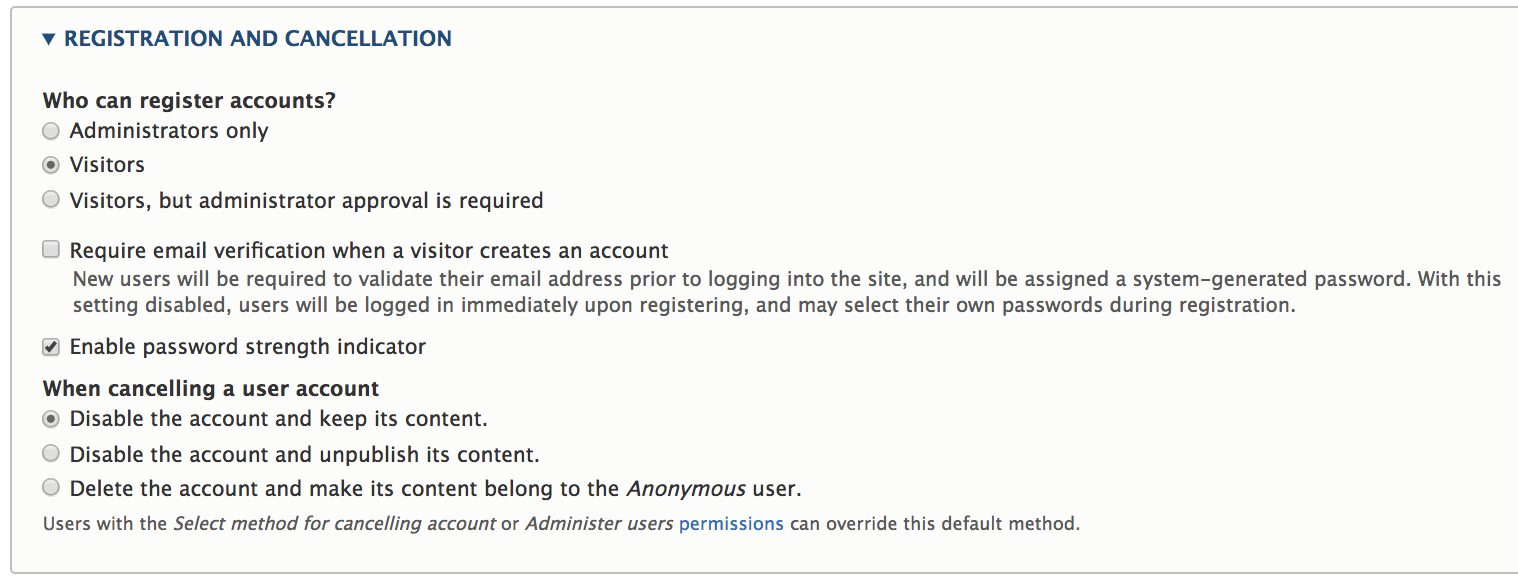 REGISTRATION AND CANCELLATION
Who can register accounts?
Administrators only
Visitors
Visitors, but administrator approval is required
Require email verification when a visitor creates an account
New users will be required to validate their email address prior to logging into the site, and will be assigned a system-generated password. With this
setting disabled, users will be logged in immediately upon registering, and may select their own passwords during registration.
Enable password strength indicator
When cancelling a user account
Disable the account and keep its content.
Disable the account and unpublish its content.
Delete the account and make its content belong to the Anonymous user.
Users with the Select method for cancelling account or Administer users permissions can override this default method.